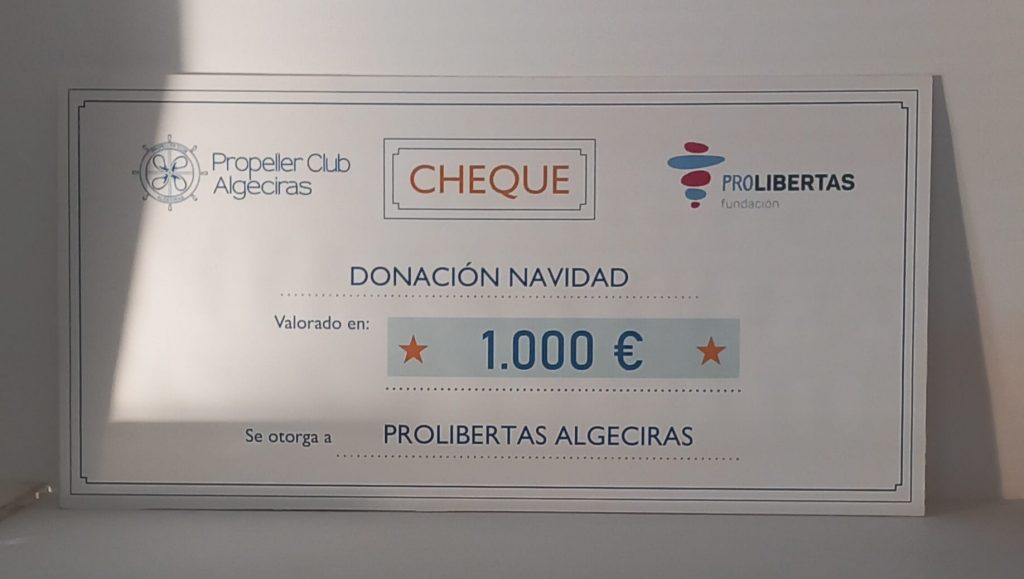 Propeller Club
Algeciras
CHEQUE
PROLIBERTAS
fundación
DONACIÓN NAVIDAD
Valorado en:
1.000 €
Se otorga a
PROLIBERTAS ALGECIRAS